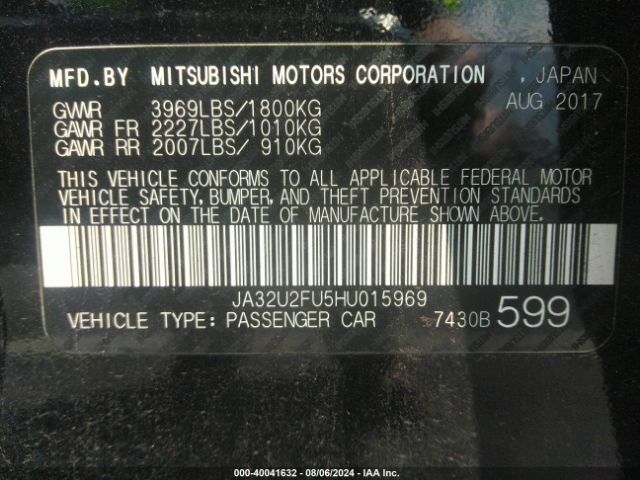 MFD.BY MITSUBISHI MOTORS CORPORATION , JAPAN
AUG 2017
GWWR 3969LBS/1800KG
GAWR FR 2227LBS/1010KG
GAWR RR 2007LBS/ 910KG
THIS VEHICLE CONFORMS TO ALL APPLICABLE FEDERAL MOTOR
VEHICLE SAFETY, BUMPER, AND THEFT PREVENTION STANDARDS
IN EFFECT ON THE DATE OF MANUFACTURE SHOWN ABOVE.
JA32U2FU5HU015969
VEHICLE TYPE: PASSENGER CAR 7430B 599
000-40041632 - 08/06/2024 - IAA Inc.